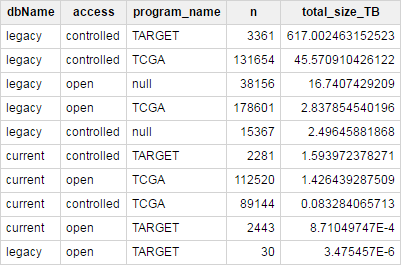 dbName access program_name n total_size_TB
legacy controlled TARGET 3361 617.002463152523
legacy controlled TCGA 131654 45.570910426122
legacy open null 38156 16.7407429209
legacy open TCGA 178601 2.837854540196
legacy controlled null 15367 2.49645881868
current controlled TARGET 2281 1.593972378271
current open TCGA 112520 1.426439287509
current controlled TCGA 89144 0.083284065713
current open TARGET 2443 8.71049747E-4
legacy open TARGET 30 3.475457E-6